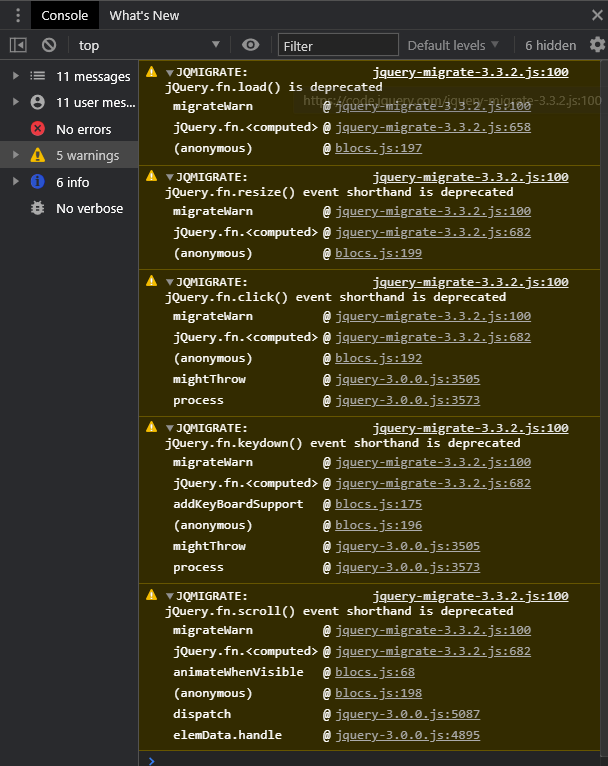 Console What's New
top Filter Default levels 6 hidden
11 messages
11 user mes...
No errors
5 warnings
6 info
No verbose
JQMIGRATE: jquery-migrate-3.3.2.js:100
jQuery.fn.load() is deprecated
https://code.jquery.com/jquery-migrate-3.3.2.js:100
migrateWarn @ jquery-migrate-3.3.2.js:100
jQuery.fn.<computed> @ jquery-migrate-3.3.2.js:658
(anonymous) @ blocs.js:197
JQMIGRATE: jquery-migrate-3.3.2.js:100
jQuery.fn.resize() event shorthand is deprecated
migrateWarn @ jquery-migrate-3.3.2.js:100
jQuery.fn.<computed> @ jquery-migrate-3.3.2.js:682
(anonymous) @ blocs.js:199
JQMIGRATE: jquery-migrate-3.3.2.js:100
jQuery.fn.click() event shorthand is deprecated
migrateWarn @ jquery-migrate-3.3.2.js:100
jQuery.fn.<computed> @ jquery-migrate-3.3.2.js:682
(anonymous) @ blocs.js:192
mightThrow @ jquery-3.0.0.js:3505
process @ jquery-3.0.0.js:3573
JQMIGRATE: jquery-migrate-3.3.2.js:100
jQuery.fn.keydown() event shorthand is deprecated
migrateWarn @ jquery-migrate-3.3.2.js:100
jQuery.fn.<computed> @ jquery-migrate-3.3.2.js:682
addKeyBoardSupport @ blocs.js:175
(anonymous) @ blocs.js:196
mightThrow @ jquery-3.0.0.js:3505
process @ jquery-3.0.0.js:3573
JQMIGRATE: jquery-migrate-3.3.2.js:100
jQuery.fn.scroll() event shorthand is deprecated
migrateWarn @ jquery-migrate-3.3.2.js:100
jQuery.fn.<computed> @ jquery-migrate-3.3.2.js:682
animateWhenVisible @ blocs.js:68
(anonymous) @ blocs.js:198
dispatch @ jquery-3.0.0.js:5087
elemData.handle @ jquery-3.0.0.js:4895